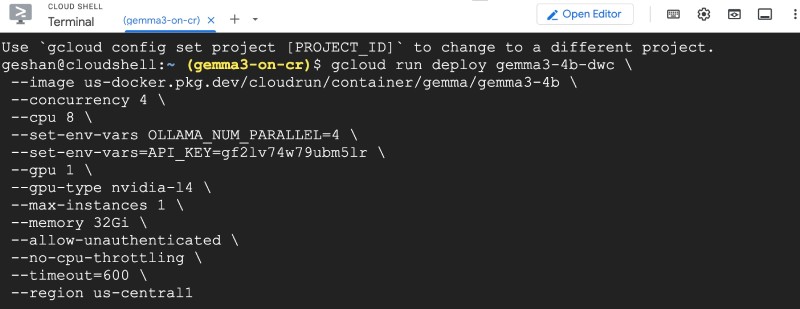 CLOUD SHELL
Terminal
(gemma3-on-cr) × + Open Editor
Use `gcloud config set project [PROJECT_ID]` to change to a different project.
geshan@cloudshell:~ (gemma3-on-cr)$ gcloud run deploy gemma3-4b-dwc \
--image us-docker.pkg.dev/cloudrun/container/gemma/gemma3-4b \
--concurrency 4 \
--cpu 8 \
--set-env-vars OLLAMA_NUM_PARALLEL=4 \
--set-env-vars=API_KEY=gf2lv74w79ubm5lr \
--gpu 1 \
--gpu-type nvidia-l4 \
--max-instances 1 \
--memory 32Gi \
--allow-unauthenticated \
--no-cpu-throttling \
--timeout=600 \
--region us-central1